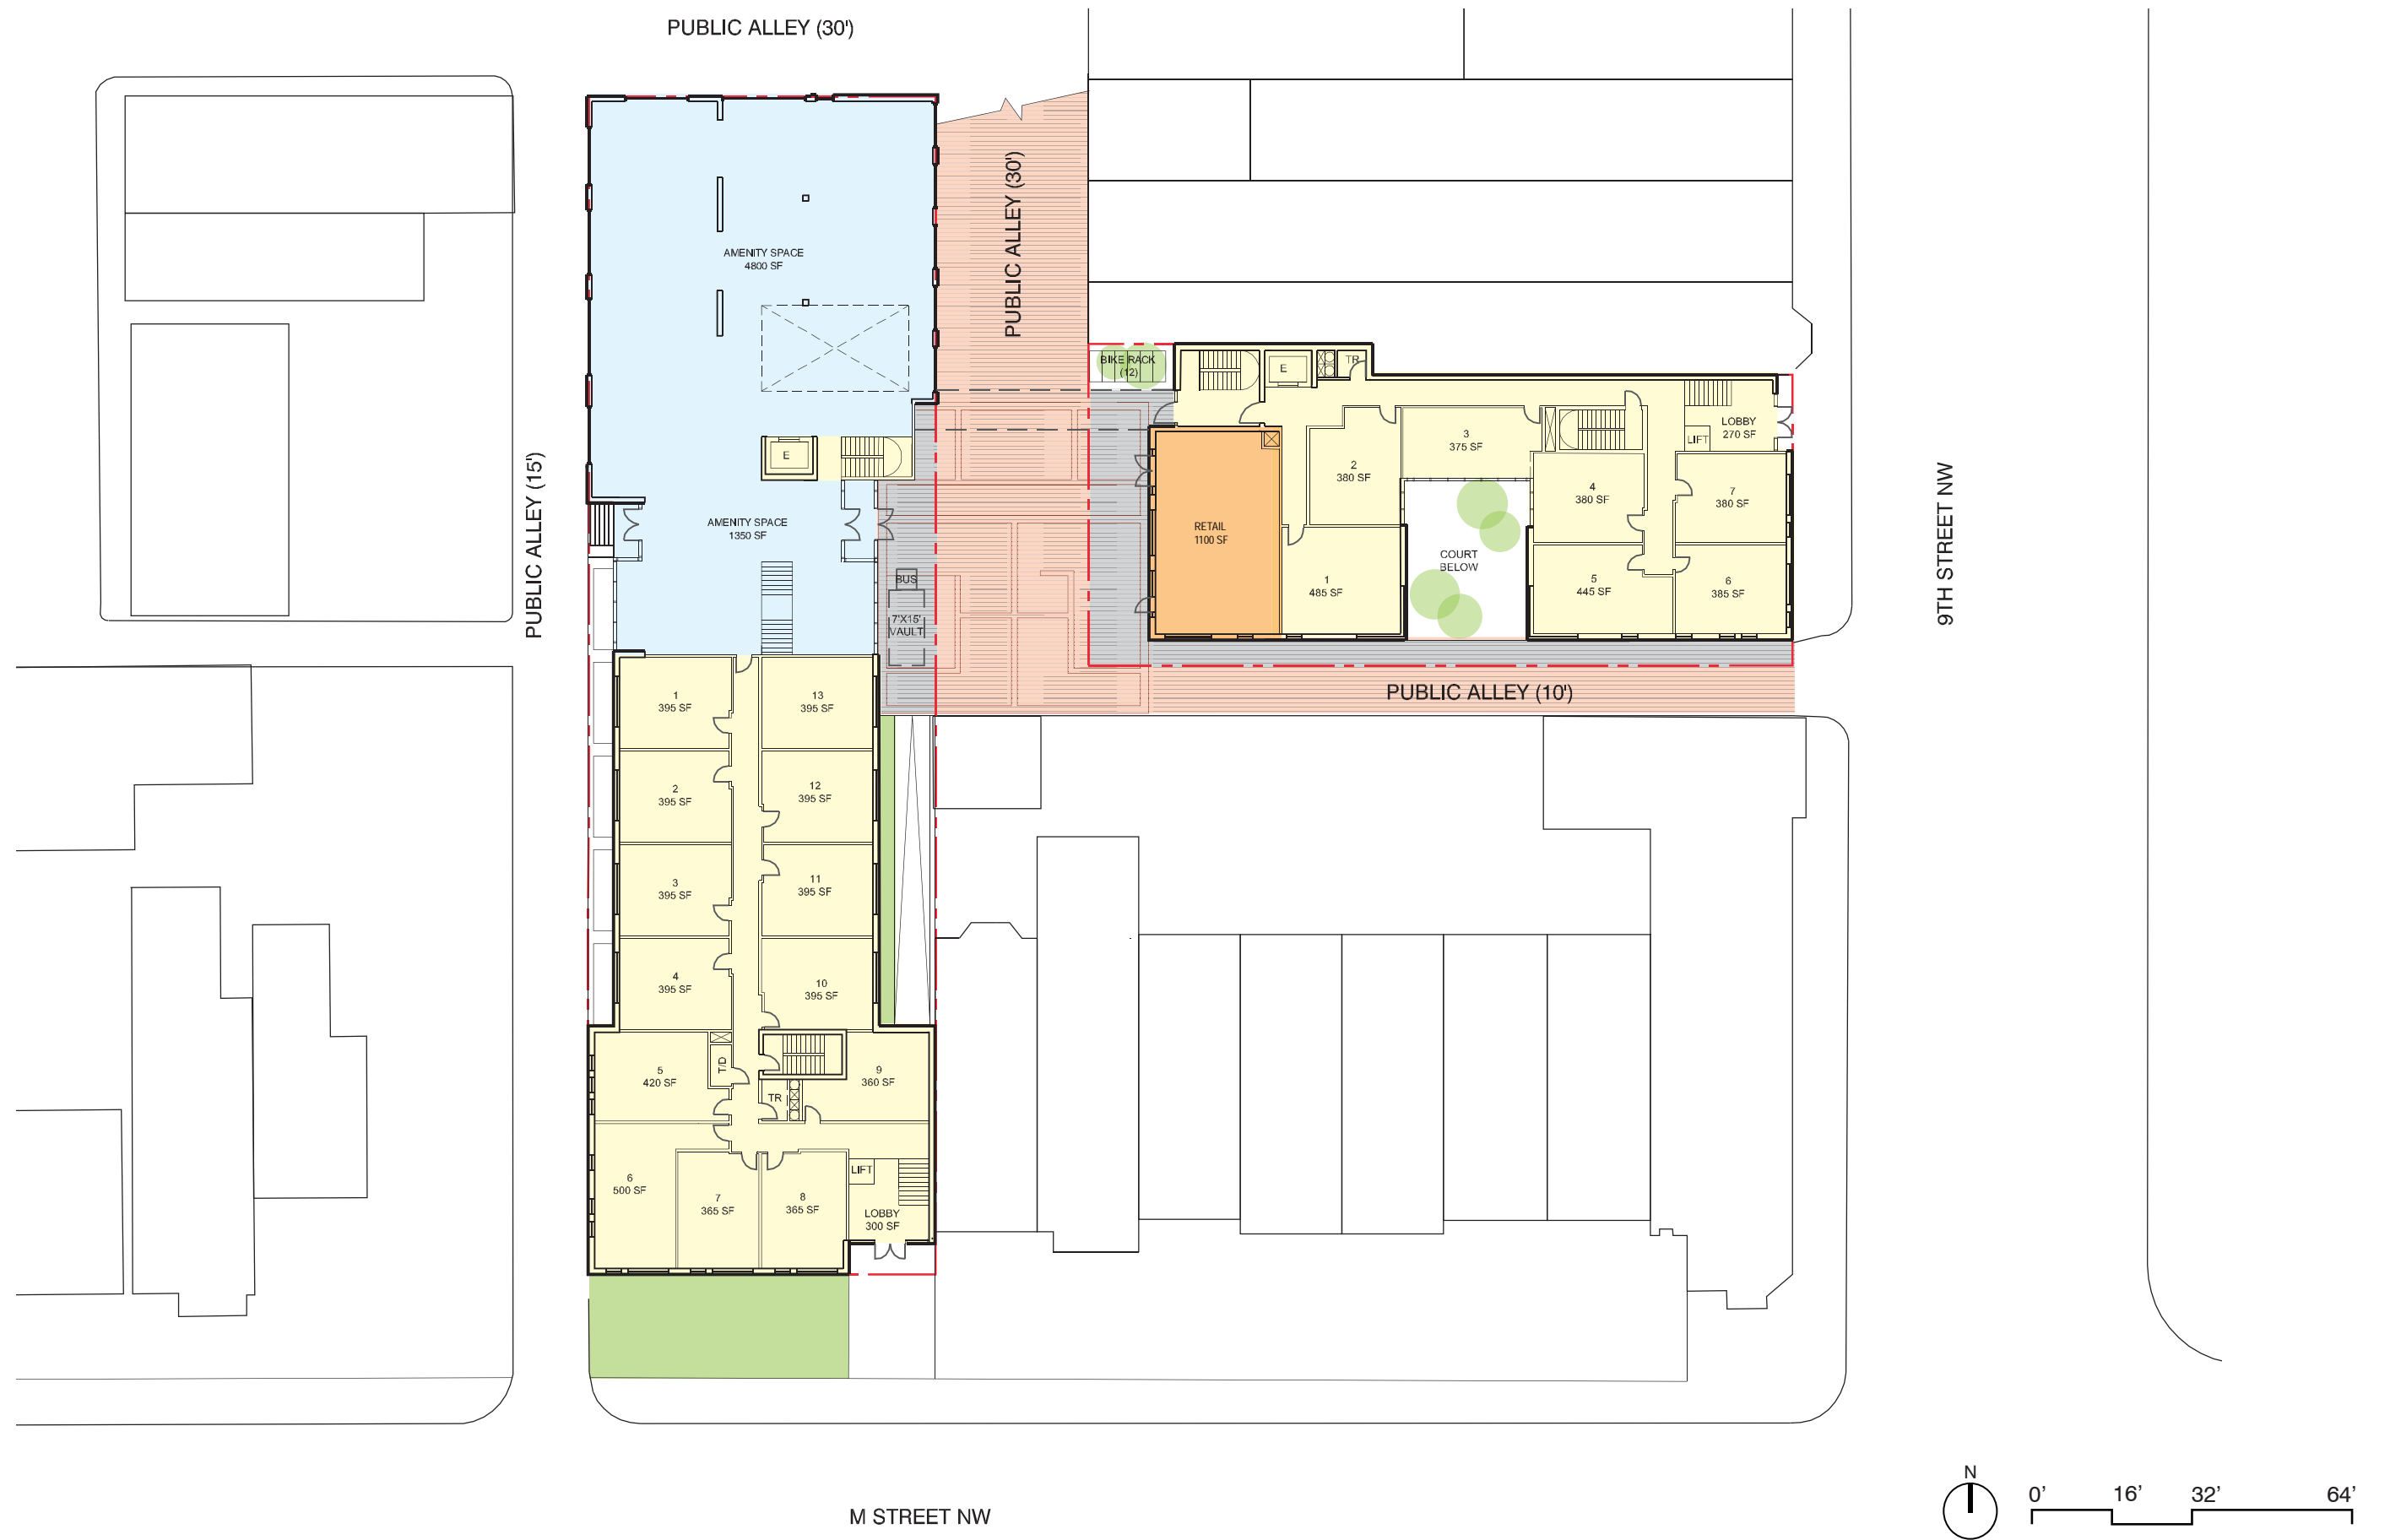 PUBLIC ALLEY (30')
PUBLIC ALLEY (30')
AMENITY SPACE
4800 SF
BIKE RACK
(12)
E
TR
LOBBY
270 SF
LIFT
3
375 SF
2
380 SF
4
380 SF
7
380 SF
E
PUBLIC ALLEY (15')
AMENITY SPACE
1350 SF
RETAIL
1100 SF
COURT
BELOW
9TH STREET NW
BUS
7'X15'
VAULT
1
485 SF
5
445 SF
6
385 SF
PUBLIC ALLEY (10')
1
395 SF
13
395 SF
2
395 SF
12
395 SF
3
395 SF
11
395 SF
4
395 SF
10
395 SF
5
420 SF
T/D
9
360 SF
TR
LIFT
6
500 SF
7
365 SF
8
365 SF
LOBBY
300 SF
M STREET NW
N
0’ 16’ 32’ 64’